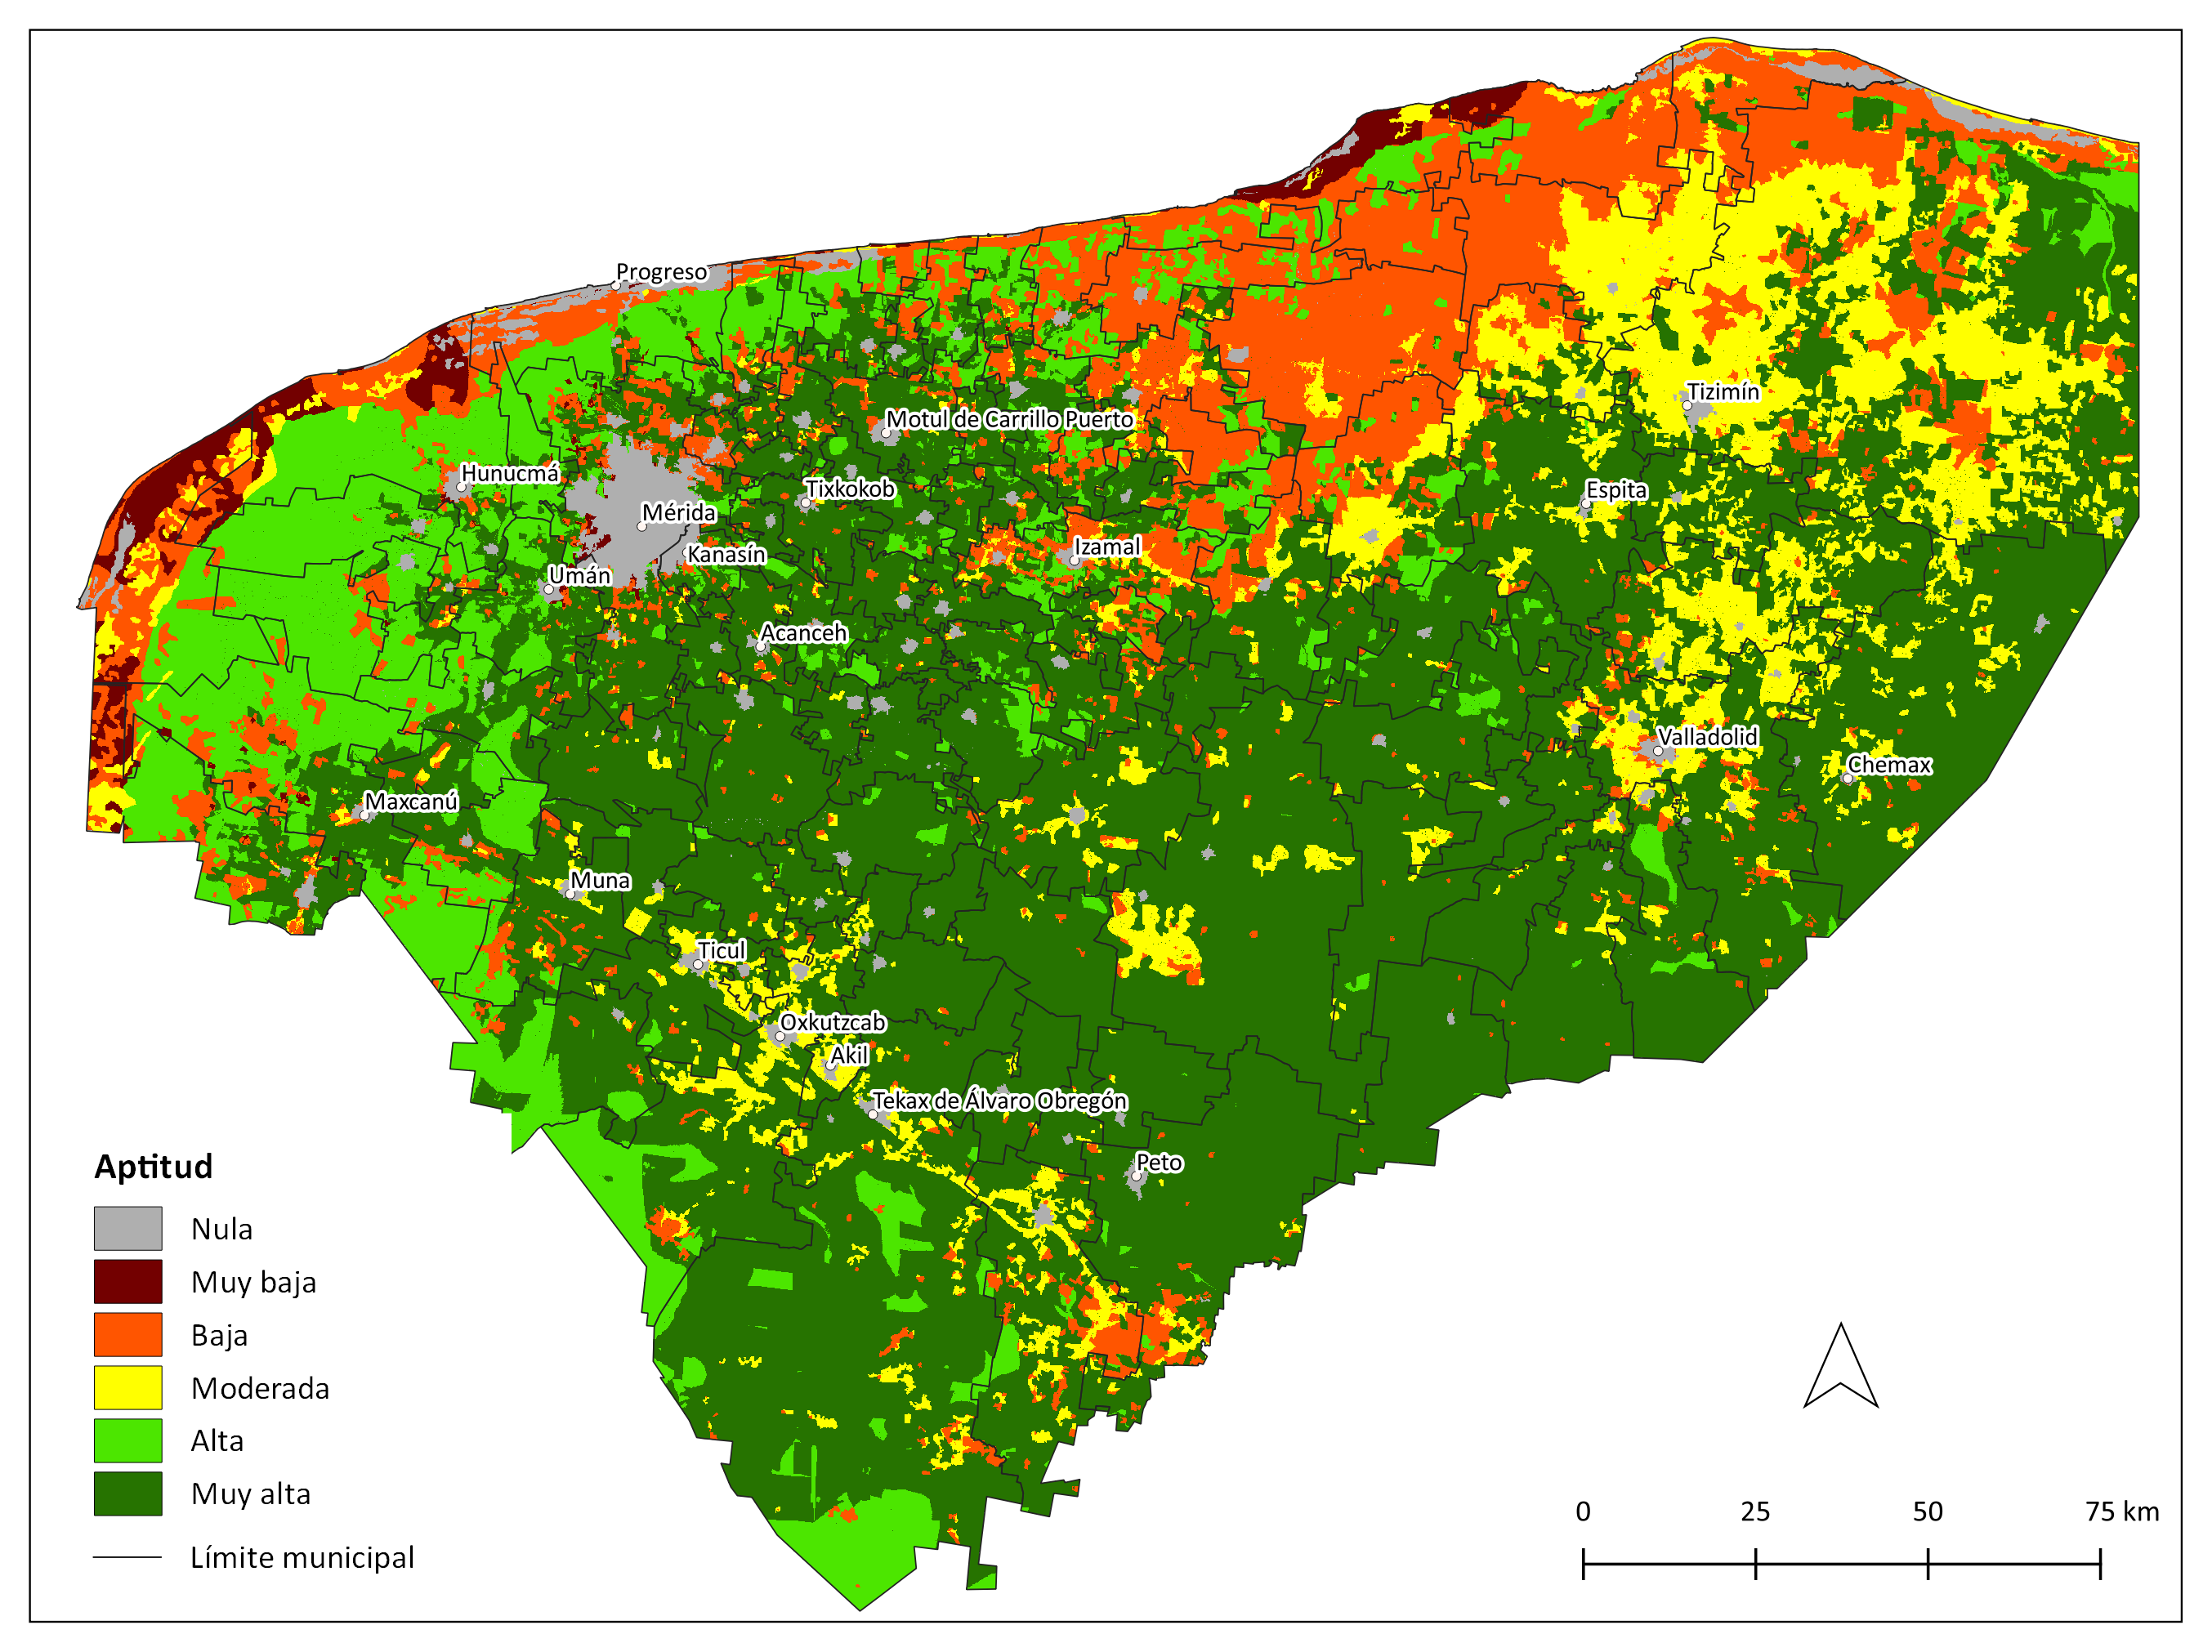 Progreso
Tizimín
Motul de Carrillo Puerto
Hunucmá
Tixkokob
Espita
Mérida
Izamal
Kanasín
Umán
Acanceh
Valladolid
Chemax
Maxcanú
Muna
Ticul
Oxkutzcab
Akil
Tekax de Álvaro Obregón
Peto
Aptitud
Nula
Muy baja
Baja
Moderada
Alta
Muy alta
Límite municipal
0 25 50 75 km